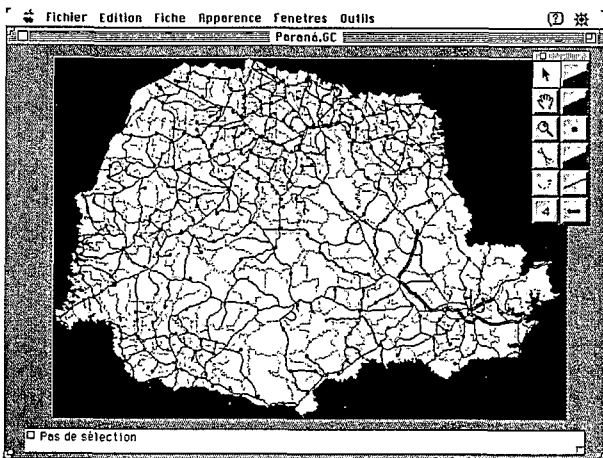 Fichier Edition Fiche Apparence Fenetres Outils
Paraná.GC
Pas de sélection